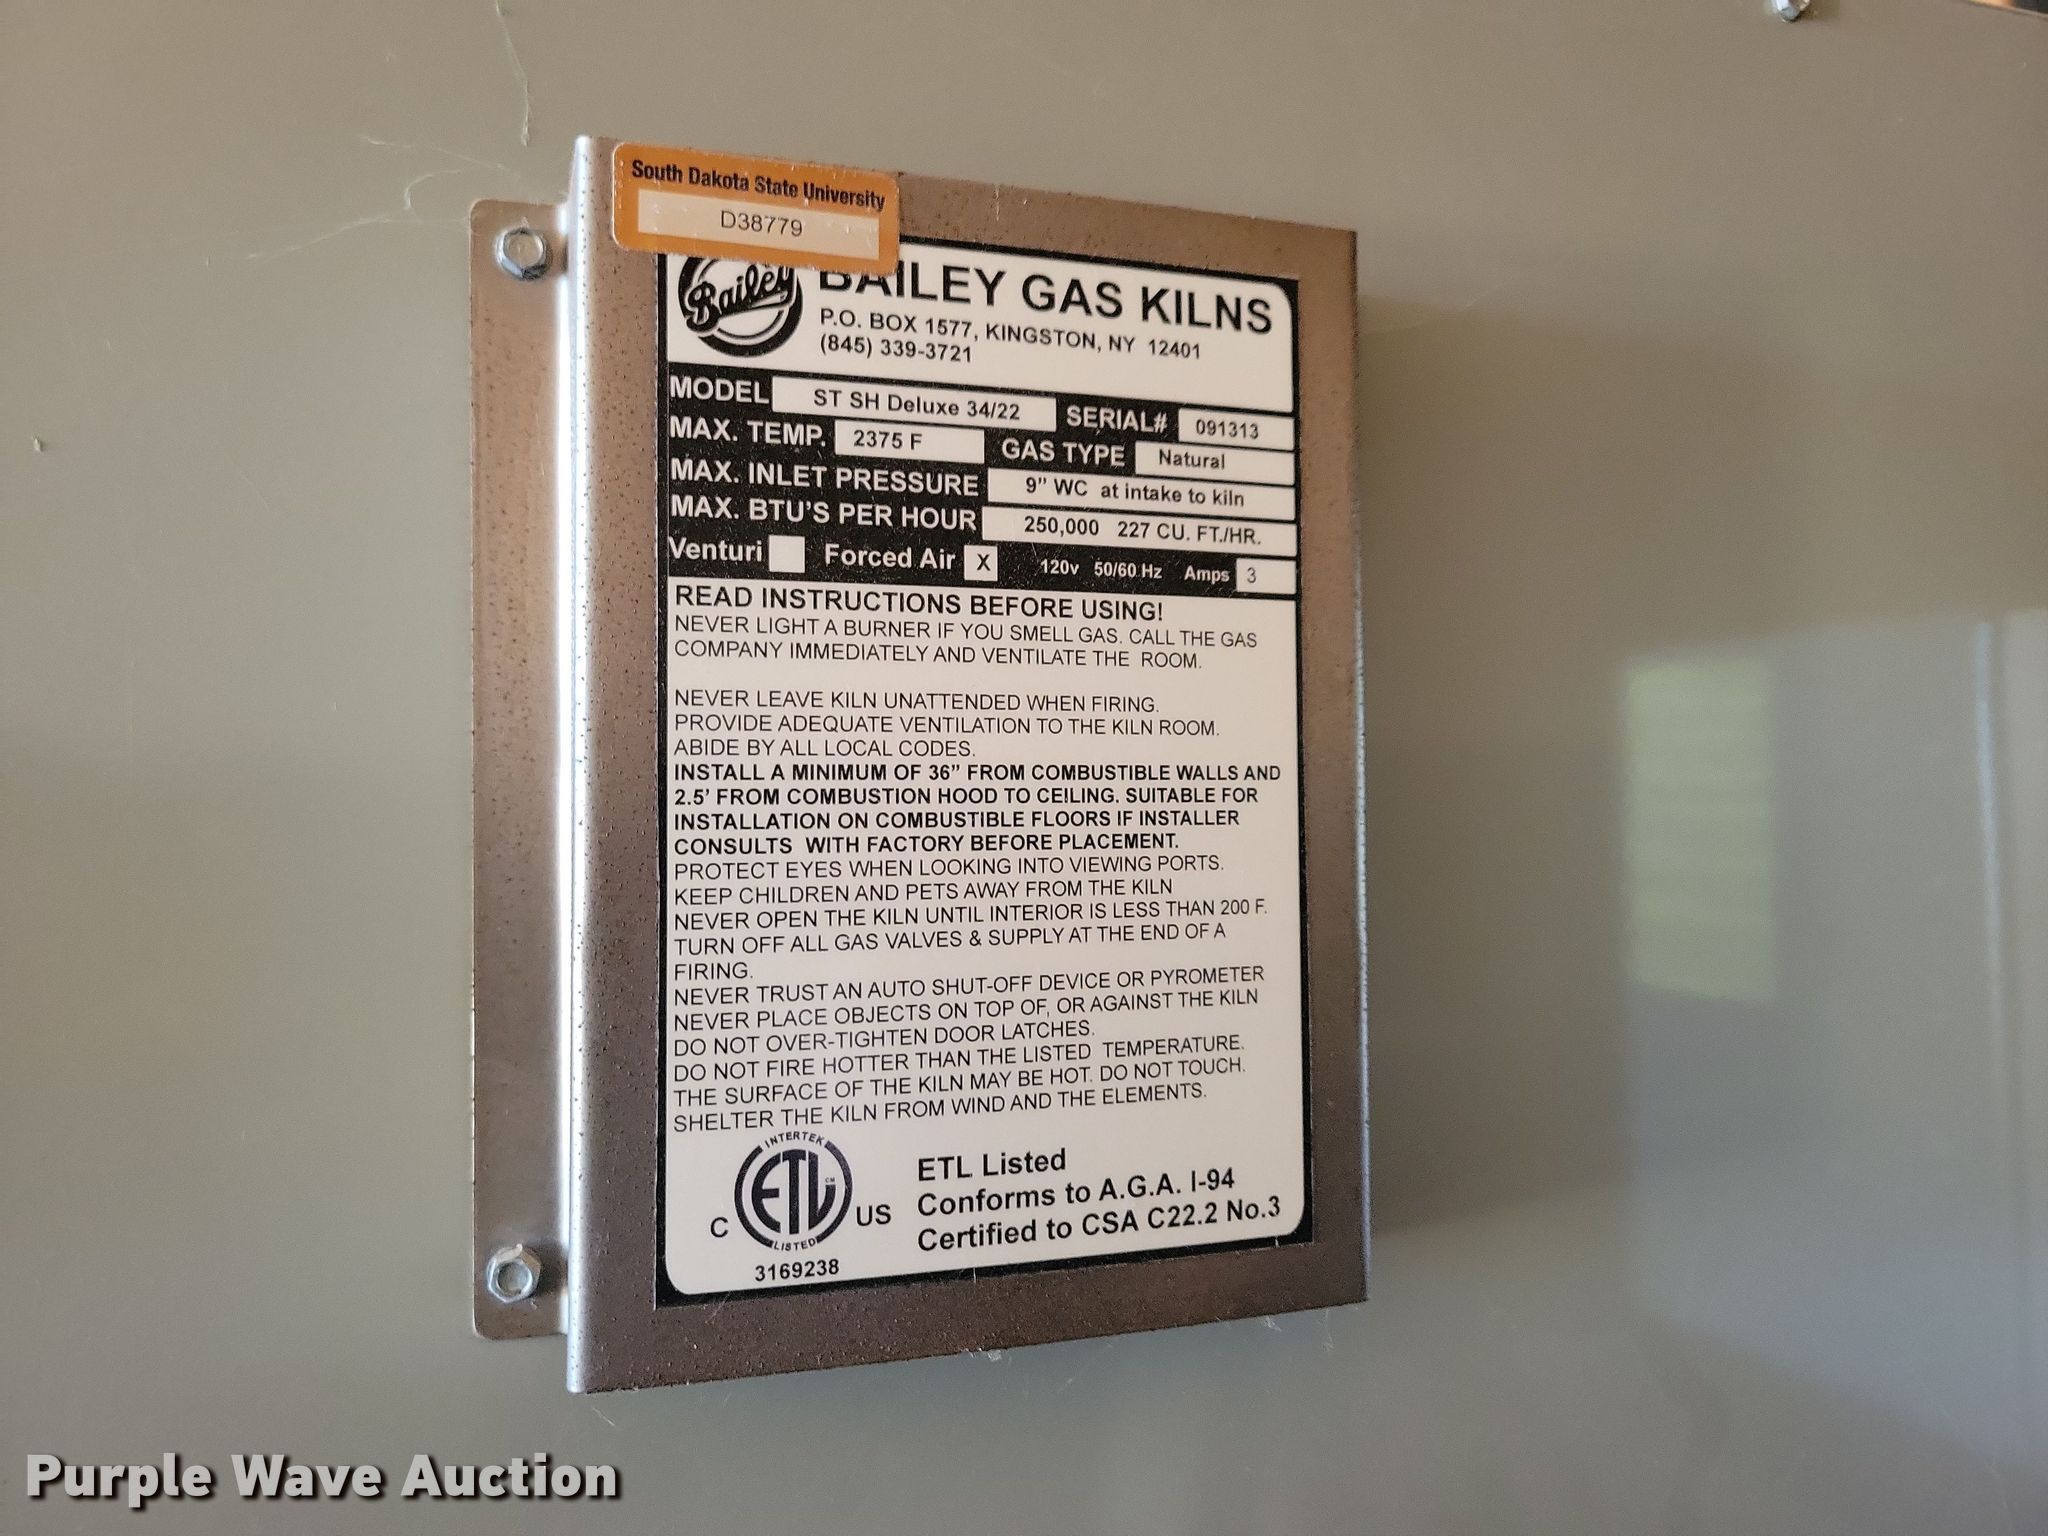 South Dakota State University
D38779
Bailey
BAILEY GAS KILNS
P.O. BOX 1577, KINGSTON, NY 12401
(845) 339-3721
MODEL ST SH Deluxe 34/22 SERIAL# 091313
MAX. TEMP. 2375 F GAS TYPE Natural
MAX. INLET PRESSURE 9" WC at intake to kiln
MAX. BTU'S PER HOUR 250,000 227 CU. FT./HR.
Venturi Forced Air X 120v 50/60 Hz Amps 3
READ INSTRUCTIONS BEFORE USING!
NEVER LIGHT A BURNER IF YOU SMELL GAS. CALL THE GAS
COMPANY IMMEDIATELY AND VENTILATE THE ROOM.
NEVER LEAVE KILN UNATTENDED WHEN FIRING.
PROVIDE ADEQUATE VENTILATION TO THE KILN ROOM.
ABIDE BY ALL LOCAL CODES.
INSTALL A MINIMUM OF 36" FROM COMBUSTIBLE WALLS AND
2.5' FROM COMBUSTION HOOD TO CEILING. SUITABLE FOR
INSTALLATION ON COMBUSTIBLE FLOORS IF INSTALLER
CONSULTS WITH FACTORY BEFORE PLACEMENT.
PROTECT EYES WHEN LOOKING INTO VIEWING PORTS.
KEEP CHILDREN AND PETS AWAY FROM THE KILN
NEVER OPEN THE KILN UNTIL INTERIOR IS LESS THAN 200 F.
TURN OFF ALL GAS VALVES & SUPPLY AT THE END OF A
FIRING.
NEVER TRUST AN AUTO SHUT-OFF DEVICE OR PYROMETER
NEVER PLACE OBJECTS ON TOP OF, OR AGAINST THE KILN
DO NOT OVER-TIGHTEN DOOR LATCHES.
DO NOT FIRE HOTTER THAN THE LISTED TEMPERATURE.
THE SURFACE OF THE KILN MAY BE HOT. DO NOT TOUCH.
SHELTER THE KILN FROM WIND AND THE ELEMENTS.
INTERTEK
C ETL CM US
LISTED
3169238
ETL Listed
Conforms to A.G.A. I-94
Certified to CSA C22.2 No.3
Purple Wave Auction